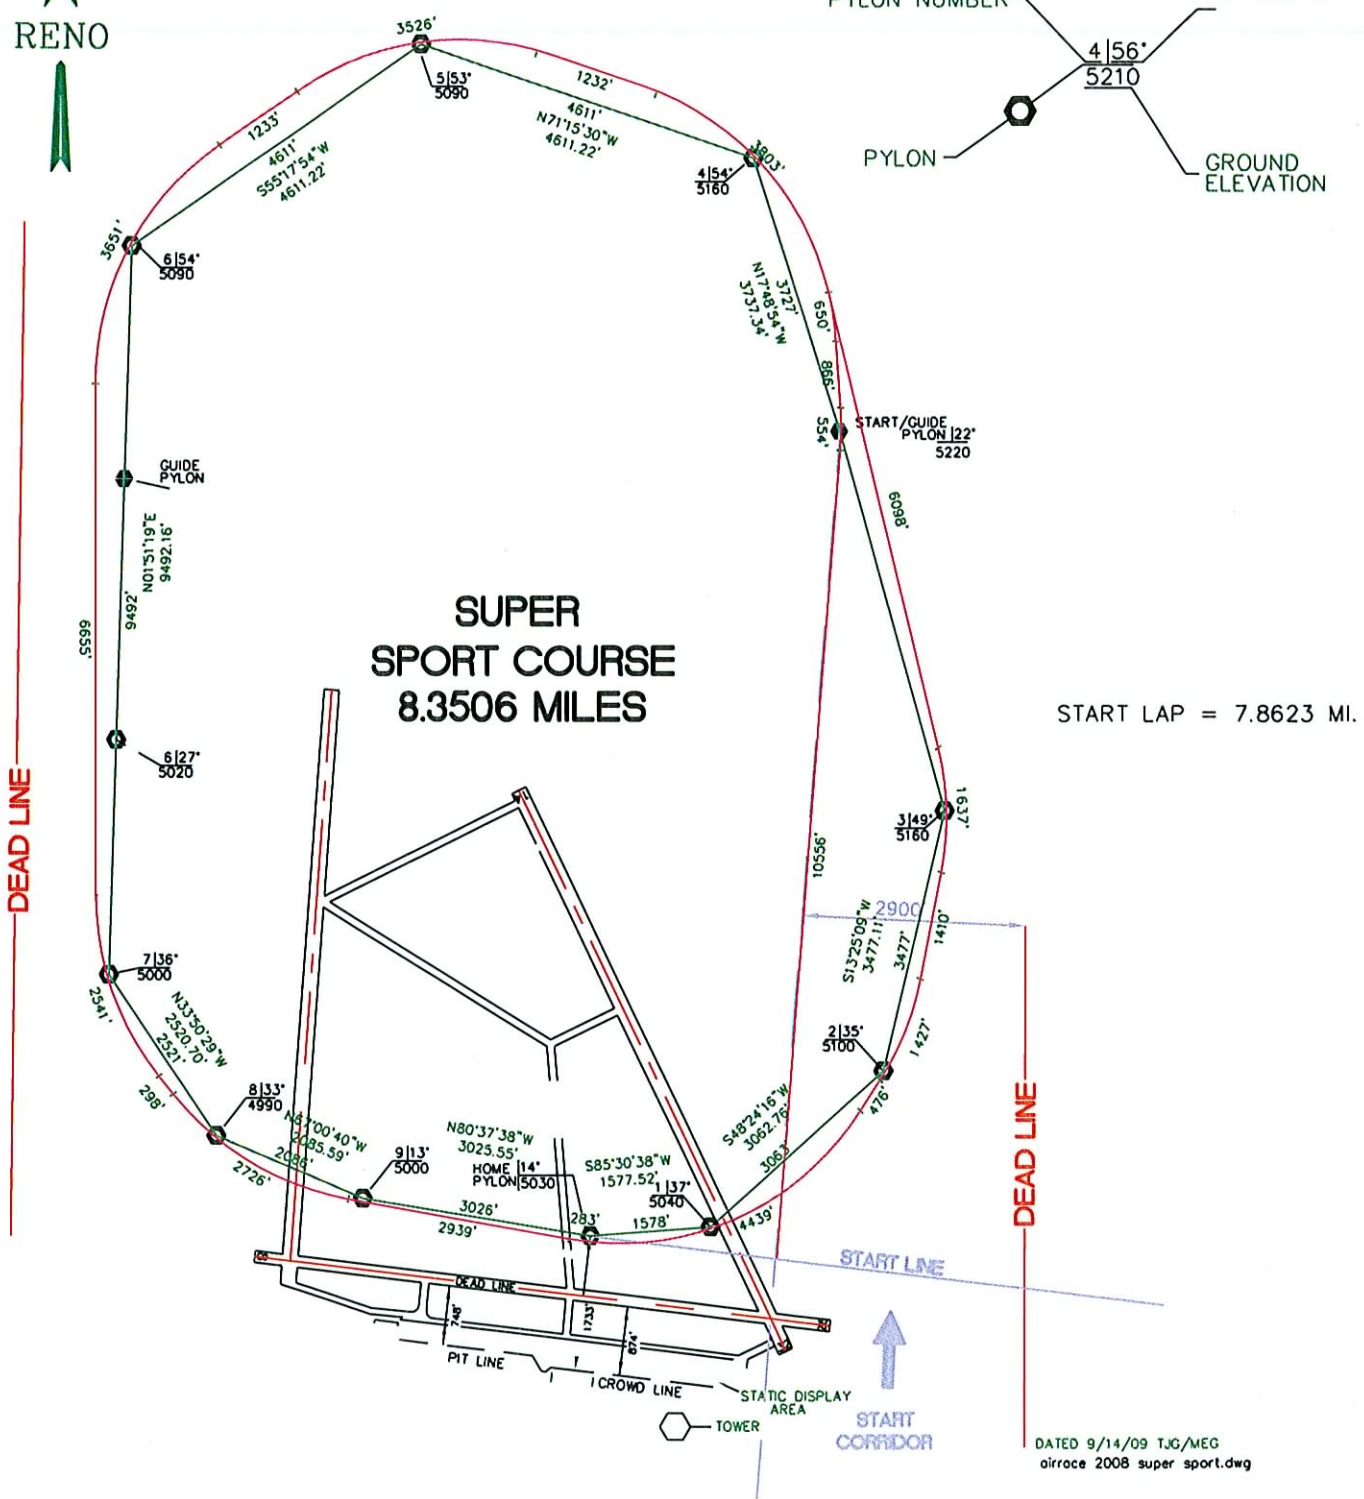 RENO
PYLON NUMBER
4|56°
5210
PYLON
GROUND
ELEVATION
3526'
5|53°
5090
1232'
4611'
N71°15'30"W
4611.22'
1233'
4611'
S55°17'54"W
4611.22'
3803'
4|54°
5160
3651'
6|54°
5090
3727'
N17°48'54"W
3737.34'
650'
866'
554'
START/GUIDE
PYLON |22°
5220
GUIDE
PYLON
N01°51'19"E
9492.16'
9492'
6098'
6595'
SUPER
SPORT COURSE
8.3506 MILES
START LAP = 7.8623 MI.
6|27°
5020
DEAD LINE
1637'
3|49°
5160
10556'
2900
S13°25'09"W
3477.11'
3477'
1410'
7|36°
5000
2541'
N33°50'29"W
2520.70'
2521'
298'
2|35°
5100
1427'
476'
8|33°
4990
N67°00'40"W
2085.59'
2086'
2726'
9|13°
5000
N80°37'38"W
3025.55'
HOME |14°
PYLON|5030
3026'
2939'
283'
S85°30'38"W
1577.52'
1578'
1|37°
5040
S48°24'16"W
3062.76'
3063'
4439'
DEAD LINE
START LINE
DEAD LINE
748'
1733'
874'
PIT LINE
CROWD LINE
STATIC DISPLAY
AREA
TOWER
START
CORRIDOR
DATED 9/14/09 TJG/MEG
airrace 2008 super sport.dwg